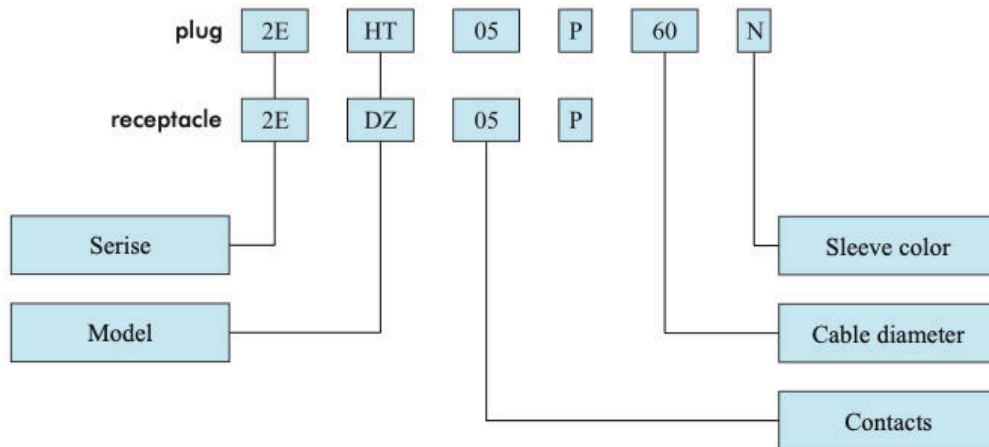 plug 2E HT 05 P 60 N
receptacle 2E DZ 05 P
Serise
Sleeve color
Model
Cable diameter
Contacts